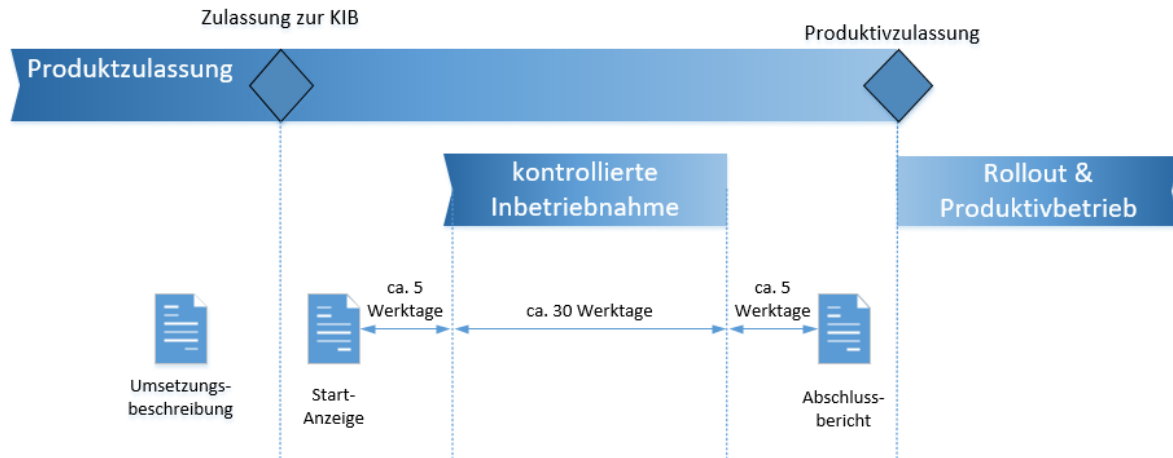 Zulassung zur KIB
Produktivzulassung
Produktzulassung
kontrollierte
Inbetriebnahme
Rollout &
Produktivbetrieb
ca. 5
Werktage
ca. 30 Werktage
ca. 5
Werktage
Umsetzungs-
beschreibung
Start-
Anzeige
Abschluss-
bericht